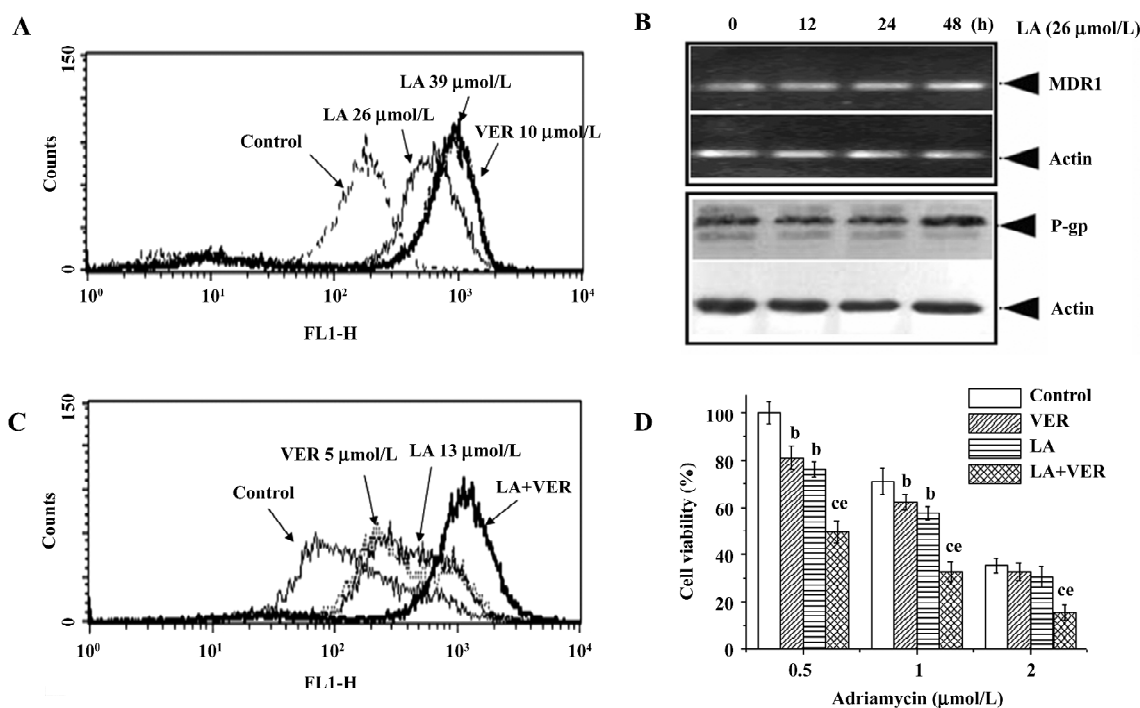 A
150
Counts
0
LA 39 μmol/L
LA 26 μmol/L
VER 10 μmol/L
Control
10⁰ 10¹ 10² 10³ 10⁴
FL1-H
B
0 12 24 48 (h) LA (26 μmol/L)
MDR1
Actin
P-gp
Actin
C
150
Counts
0
VER 5 μmol/L
LA 13 μmol/L
Control
LA+VER
10⁰ 10¹ 10² 10³ 10⁴
FL1-H
D
Control
VER
LA
LA+VER
Cell viability (%)
100
80
60
40
20
0
b b ce
b b ce
ce
0.5 1 2
Adriamycin (μmol/L)